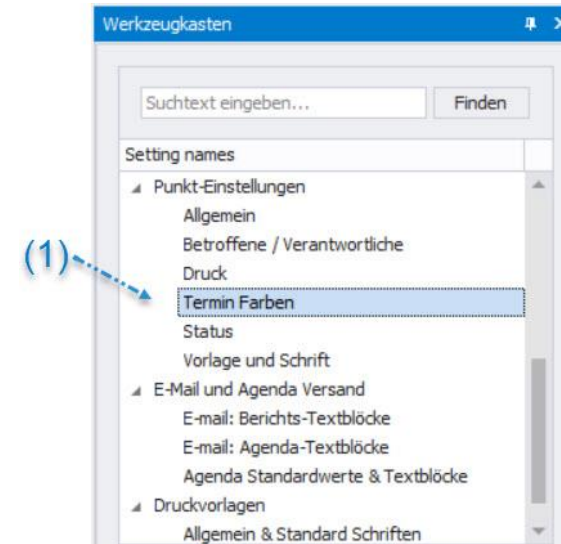 Werkzeugkasten
Suchtext eingeben...
Finden
Setting names
Punkt-Einstellungen
Allgemein
Betroffene / Verantwortliche
(1)
Druck
Termin Farben
Status
Vorlage und Schrift
E-Mail und Agenda Versand
E-mail: Berichts-Textblöcke
E-mail: Agenda-Textblöcke
Agenda Standardwerte & Textblöcke
Druckvorlagen
Allgemein & Standard Schriften